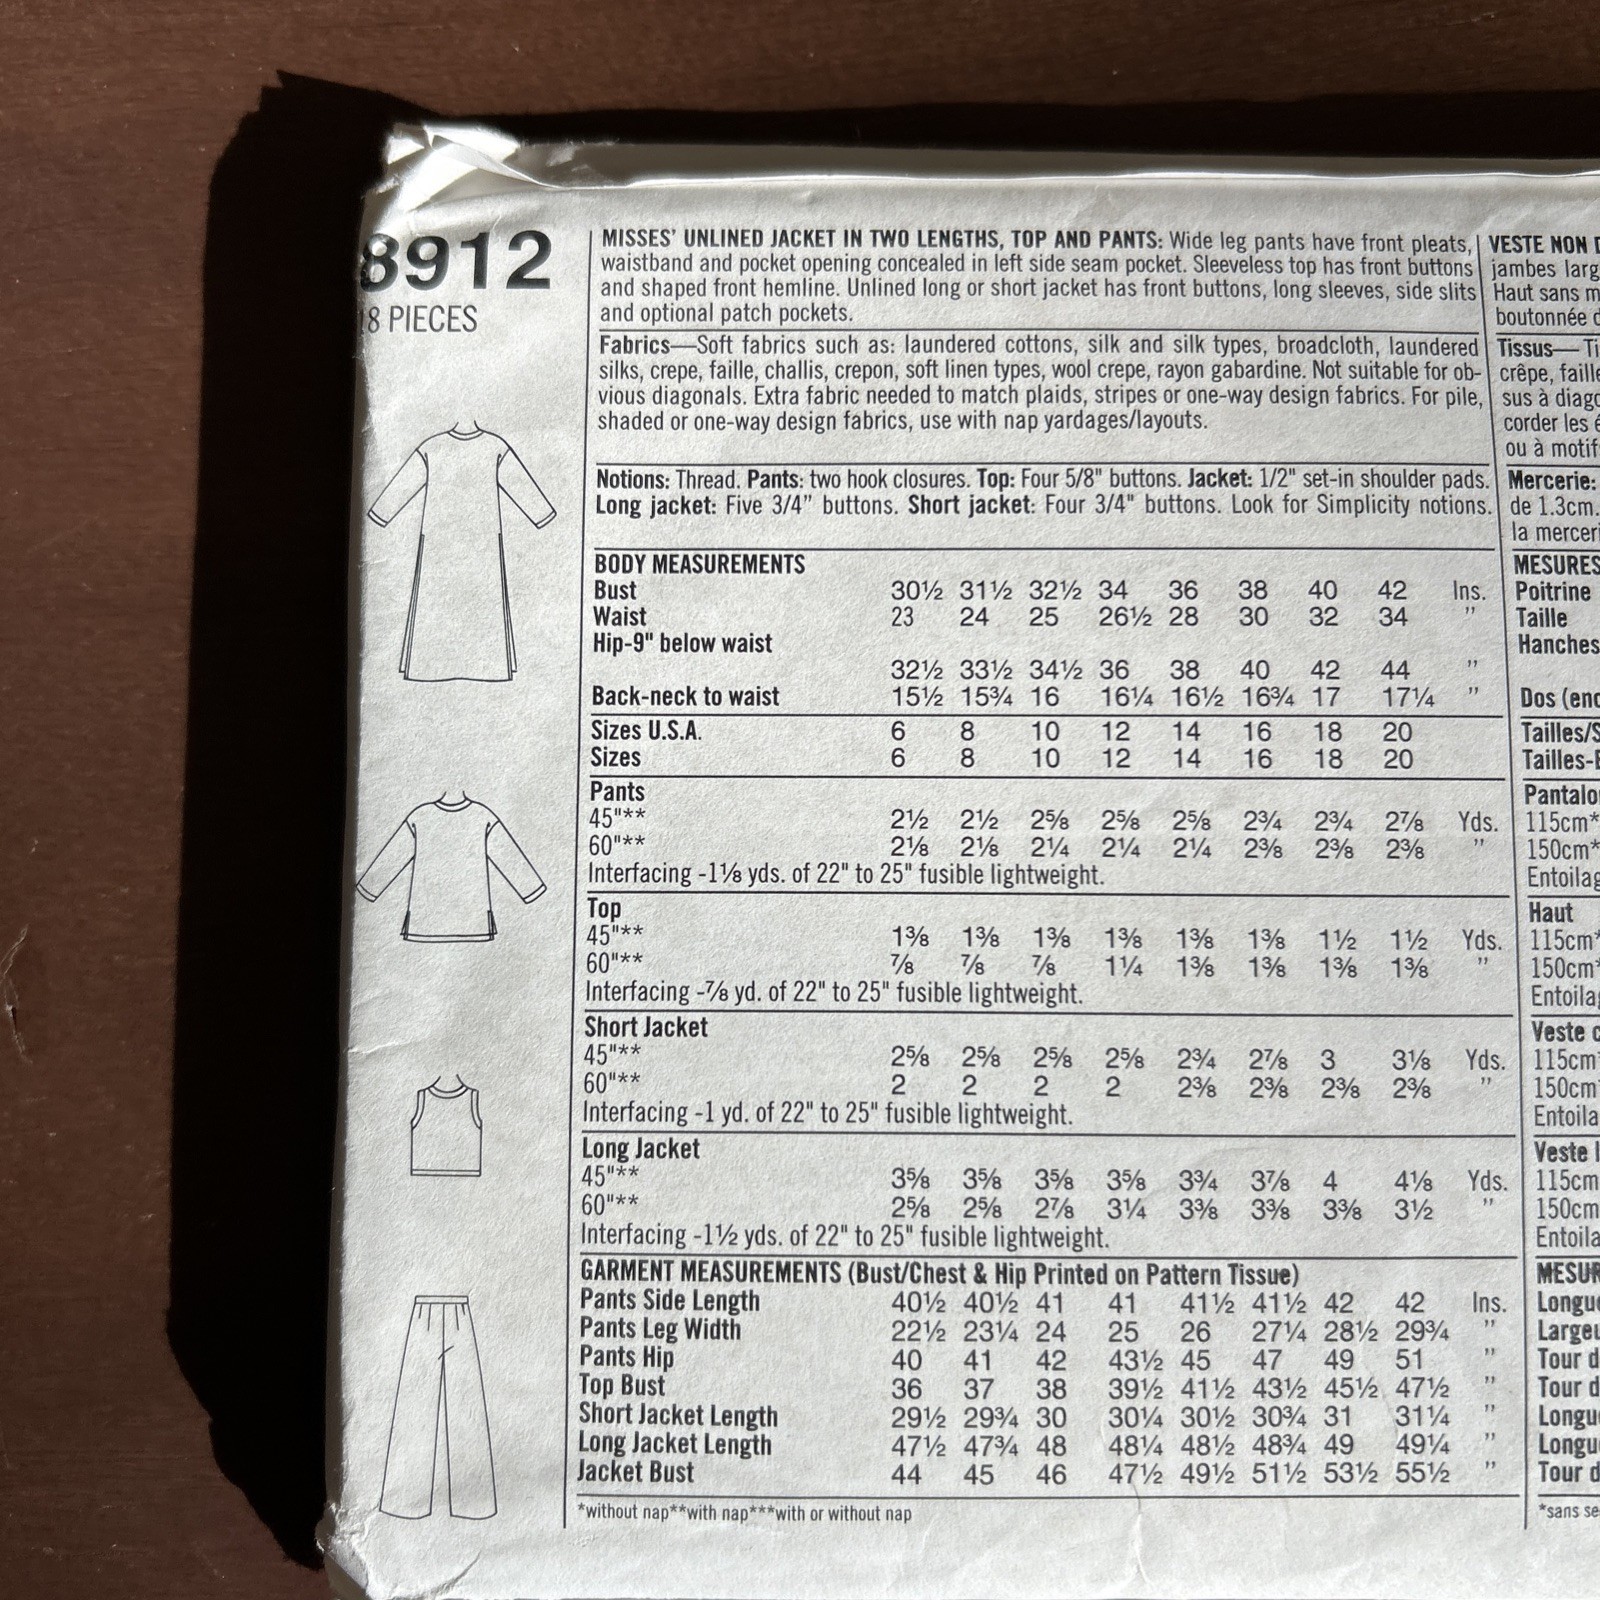 8912
18 PIECES
MISSES' UNLINED JACKET IN TWO LENGTHS, TOP AND PANTS: Wide leg pants have front pleats,
waistband and pocket opening concealed in left side seam pocket. Sleeveless top has front buttons
and shaped front hemline. Unlined long or short jacket has front buttons, long sleeves, side slits
and optional patch pockets.
Fabrics—Soft fabrics such as: laundered cottons, silk and silk types, broadcloth, laundered
silks, crepe, faille, challis, crepon, soft linen types, wool crepe, rayon gabardine. Not suitable for ob-
vious diagonals. Extra fabric needed to match plaids, stripes or one-way design fabrics. For pile,
shaded or one-way design fabrics, use with nap yardages/layouts.
Notions: Thread. Pants: two hook closures. Top: Four 5/8" buttons. Jacket: 1/2" set-in shoulder pads.
Long jacket: Five 3/4" buttons. Short jacket: Four 3/4" buttons. Look for Simplicity notions.
BODY MEASUREMENTS
Bust 30½ 31½ 32½ 34 36 38 40 42 Ins.
Waist 23 24 25 26½ 28 30 32 34 "
Hip-9" below waist
32½ 33½ 34½ 36 38 40 42 44 "
Back-neck to waist 15½ 15¾ 16 16¼ 16½ 16¾ 17 17¼ "
Sizes U.S.A. 6 8 10 12 14 16 18 20
Sizes 6 8 10 12 14 16 18 20
Pants
45"** 2½ 2½ 2⅝ 2⅝ 2⅝ 2¾ 2¾ 2⅞ Yds.
60"** 2⅛ 2⅛ 2¼ 2¼ 2¼ 2⅜ 2⅜ 2⅜ "
Interfacing -1⅛ yds. of 22" to 25" fusible lightweight.
Top
45"** 1⅜ 1⅜ 1⅜ 1⅜ 1⅜ 1⅜ 1½ 1½ Yds.
60"** ⅞ ⅞ ⅞ 1¼ 1⅜ 1⅜ 1⅜ 1⅜ "
Interfacing -⅞ yd. of 22" to 25" fusible lightweight.
Short Jacket
45"** 2⅝ 2⅝ 2⅝ 2⅝ 2¾ 2⅞ 3 3⅛ Yds.
60"** 2 2 2 2 2⅜ 2⅜ 2⅜ 2⅜ "
Interfacing -1 yd. of 22" to 25" fusible lightweight.
Long Jacket
45"** 3⅝ 3⅝ 3⅝ 3⅝ 3¾ 3⅞ 4 4⅛ Yds.
60"** 2⅝ 2⅝ 2⅞ 3¼ 3⅜ 3⅜ 3⅜ 3½ "
Interfacing -1½ yds. of 22" to 25" fusible lightweight.
GARMENT MEASUREMENTS (Bust/Chest & Hip Printed on Pattern Tissue)
Pants Side Length 40½ 40½ 41 41 41½ 41½ 42 42 Ins.
Pants Leg Width 22½ 23¼ 24 25 26 27¼ 28½ 29¾ "
Pants Hip 40 41 42 43½ 45 47 49 51 "
Top Bust 36 37 38 39½ 41½ 43½ 45½ 47½ "
Short Jacket Length 29½ 29¾ 30 30¼ 30½ 30¾ 31 31¼ "
Long Jacket Length 47½ 47¾ 48 48¼ 48½ 48¾ 49 49¼ "
Jacket Bust 44 45 46 47½ 49½ 51½ 53½ 55½ "
*without nap**with nap***with or without nap
VESTE NON
jambes
Haut sans
boutonnée
Tissus—
crêpe,
sus à
corder les
ou à
Mercerie:
de 1.3cm.
la
MESURES
Poitrine
Taille
Hanches
Dos
Tailles/
Tailles-
115cm*
150cm*
Haut
115cm*
150cm*
Veste
115cm*
150cm*
Veste
115cm
150cm
Tour
Tour
Tour
*sans